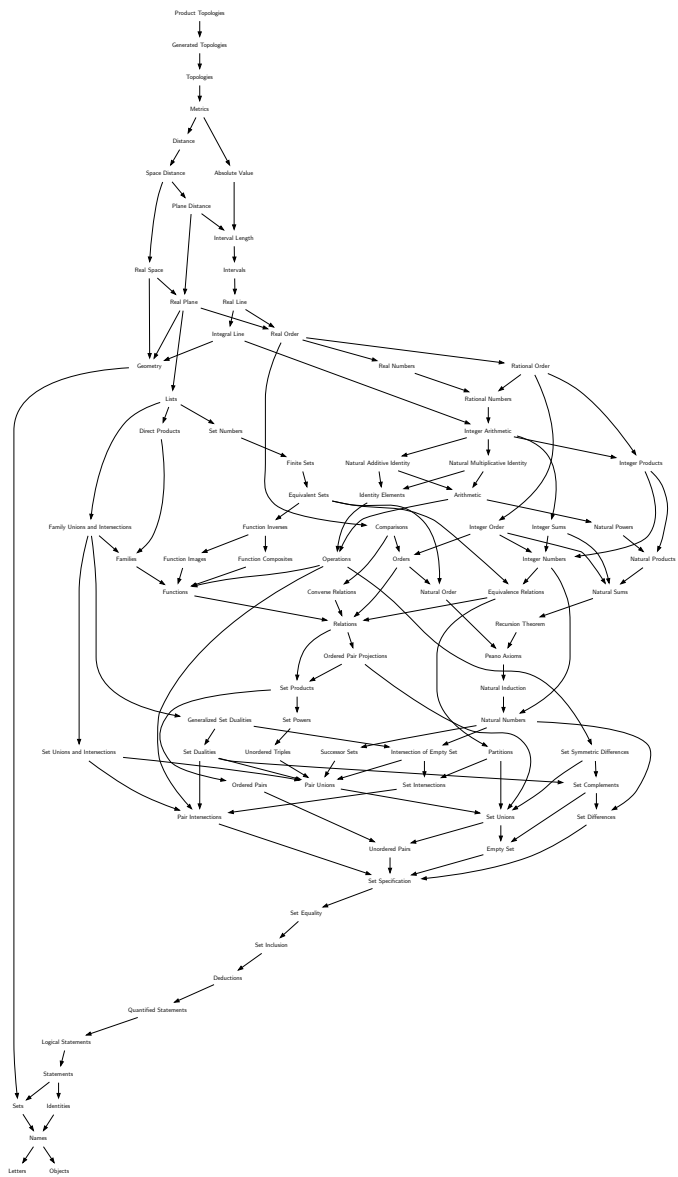 Product Topologies
Generated Topologies
Topologies
Metrics
Distance
Space Distance
Absolute Value
Plane Distance
Interval Length
Real Space
Intervals
Real Plane
Real Line
Integral Line
Real Order
Geometry
Real Numbers
Rational Order
Lists
Rational Numbers
Direct Products
Set Numbers
Integer Arithmetic
Finite Sets
Natural Additive Identity
Natural Multiplicative Identity
Integer Products
Equivalent Sets
Identity Elements
Arithmetic
Family Unions and Intersections
Function Inverses
Comparisons
Integer Order
Integer Sums
Natural Powers
Families
Function Images
Function Composites
Operations
Orders
Integer Numbers
Natural Products
Functions
Converse Relations
Natural Order
Equivalence Relations
Natural Sums
Relations
Recursion Theorem
Ordered Pair Projections
Peano Axioms
Set Products
Natural Induction
Generalized Set Dualities
Set Powers
Natural Numbers
Set Unions and Intersections
Set Dualities
Unordered Triples
Successor Sets
Intersection of Empty Set
Partitions
Set Symmetric Differences
Ordered Pairs
Pair Unions
Set Intersections
Set Complements
Pair Intersections
Set Unions
Set Differences
Unordered Pairs
Empty Set
Set Specification
Set Equality
Set Inclusion
Deductions
Quantified Statements
Logical Statements
Statements
Sets
Identities
Names
Letters
Objects